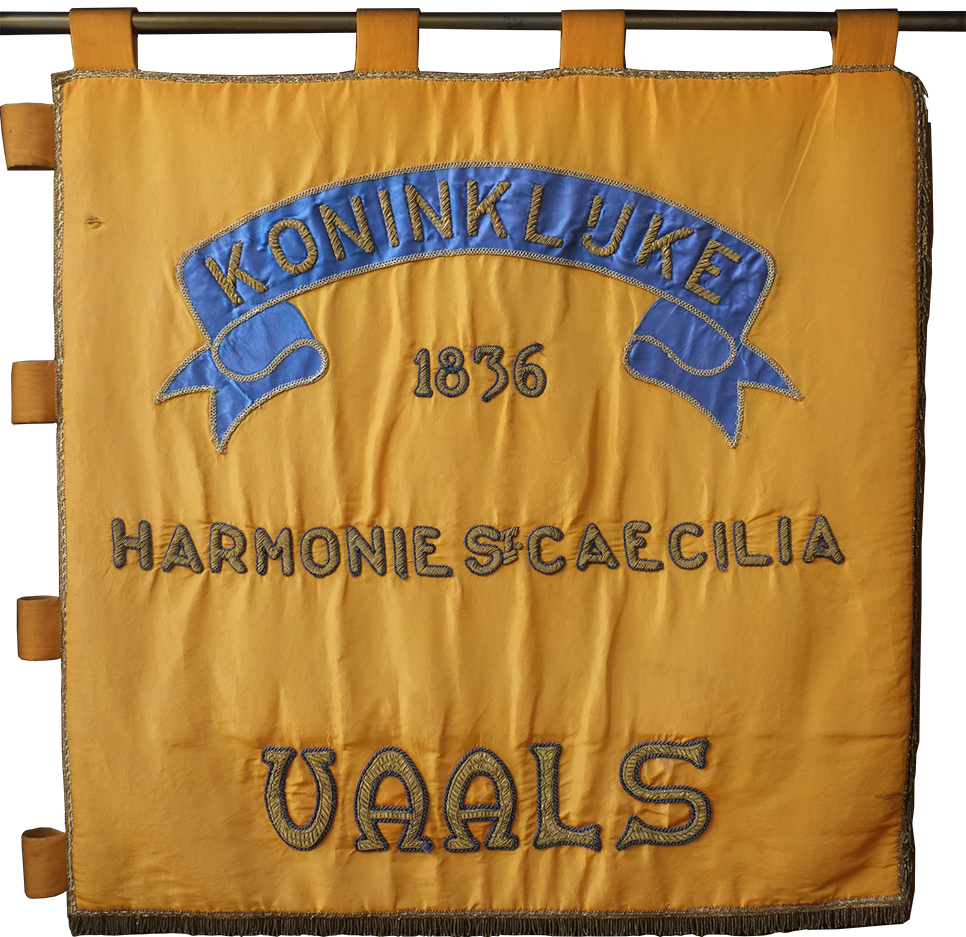 KONINKLIJKE
1836
HARMONIE St. CAECILIA
VAALS